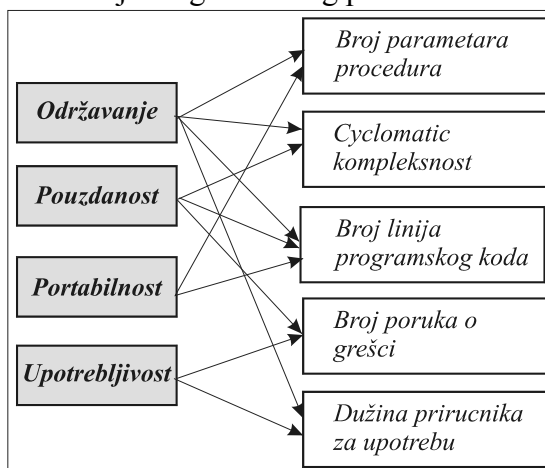 Održavanje
Pouzdanost
Portabilnost
Upotrebljivost
Broj parametara
procedura
Cyclomatic
kompleksnost
Broj linija
programskog koda
Broj poruka o
grešci
Dužina prirucnika
za upotrebu